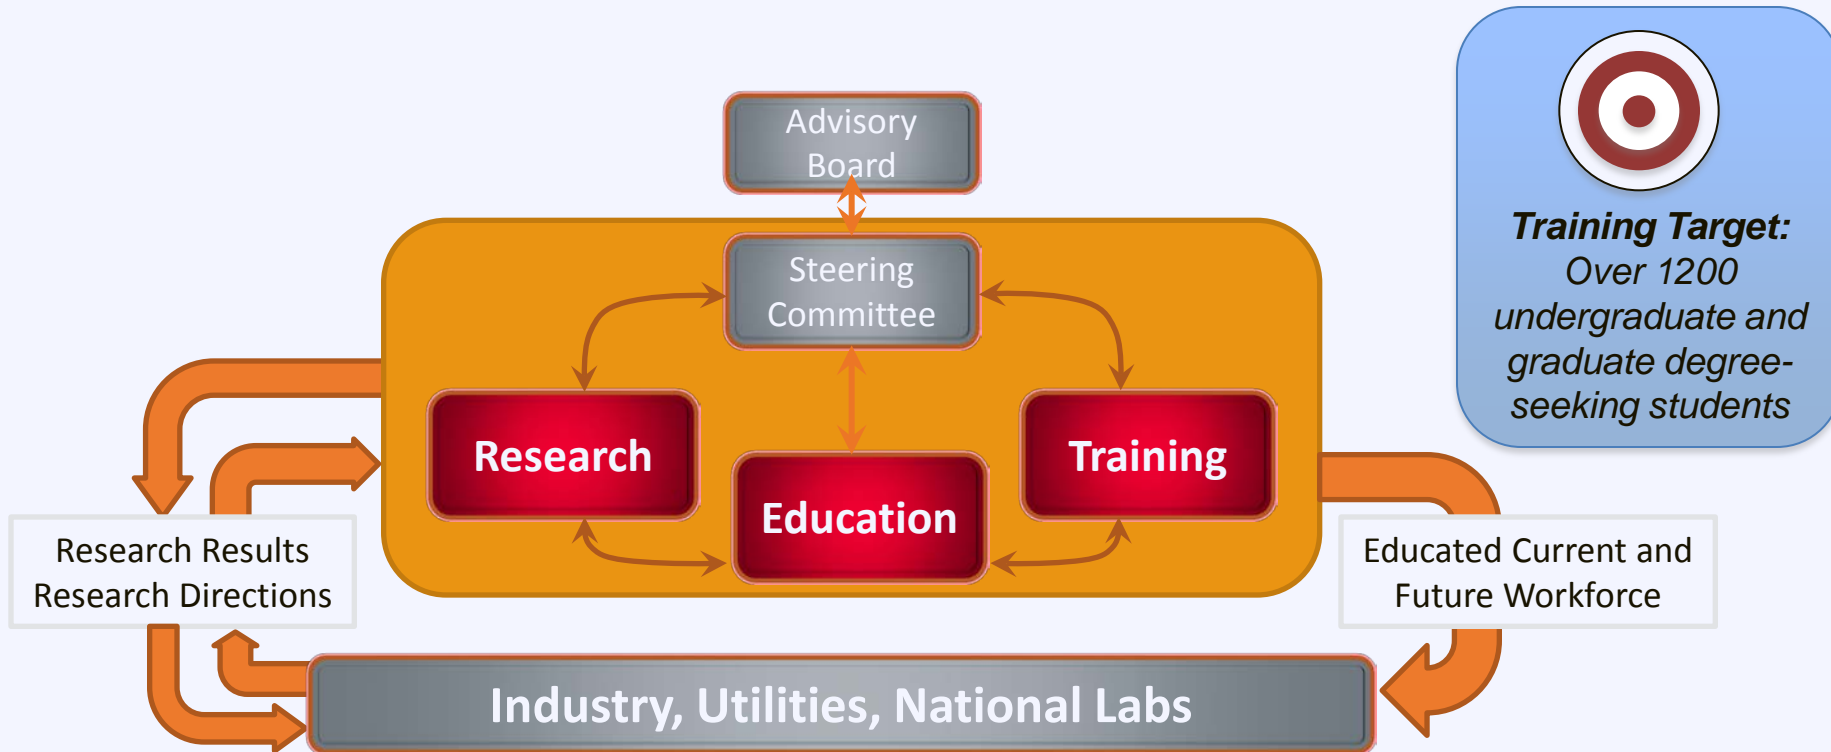 Advisory
Board
Steering
Committee
Research
Education
Training
Training Target:
Over 1200
undergraduate and
graduate degree-
seeking students
Research Results
Research Directions
Educated Current and
Future Workforce
Industry, Utilities, National Labs